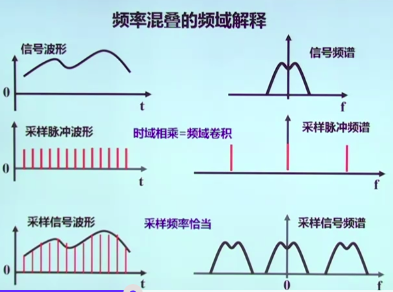 频率混叠的频域解释
信号波形
信号频谱
0
t
f
采样脉冲波形
时域相乘=频域卷积
采样脉冲频谱
0
t
f
采样信号波形
采样频率恰当
采样信号频谱
0
t
0
f